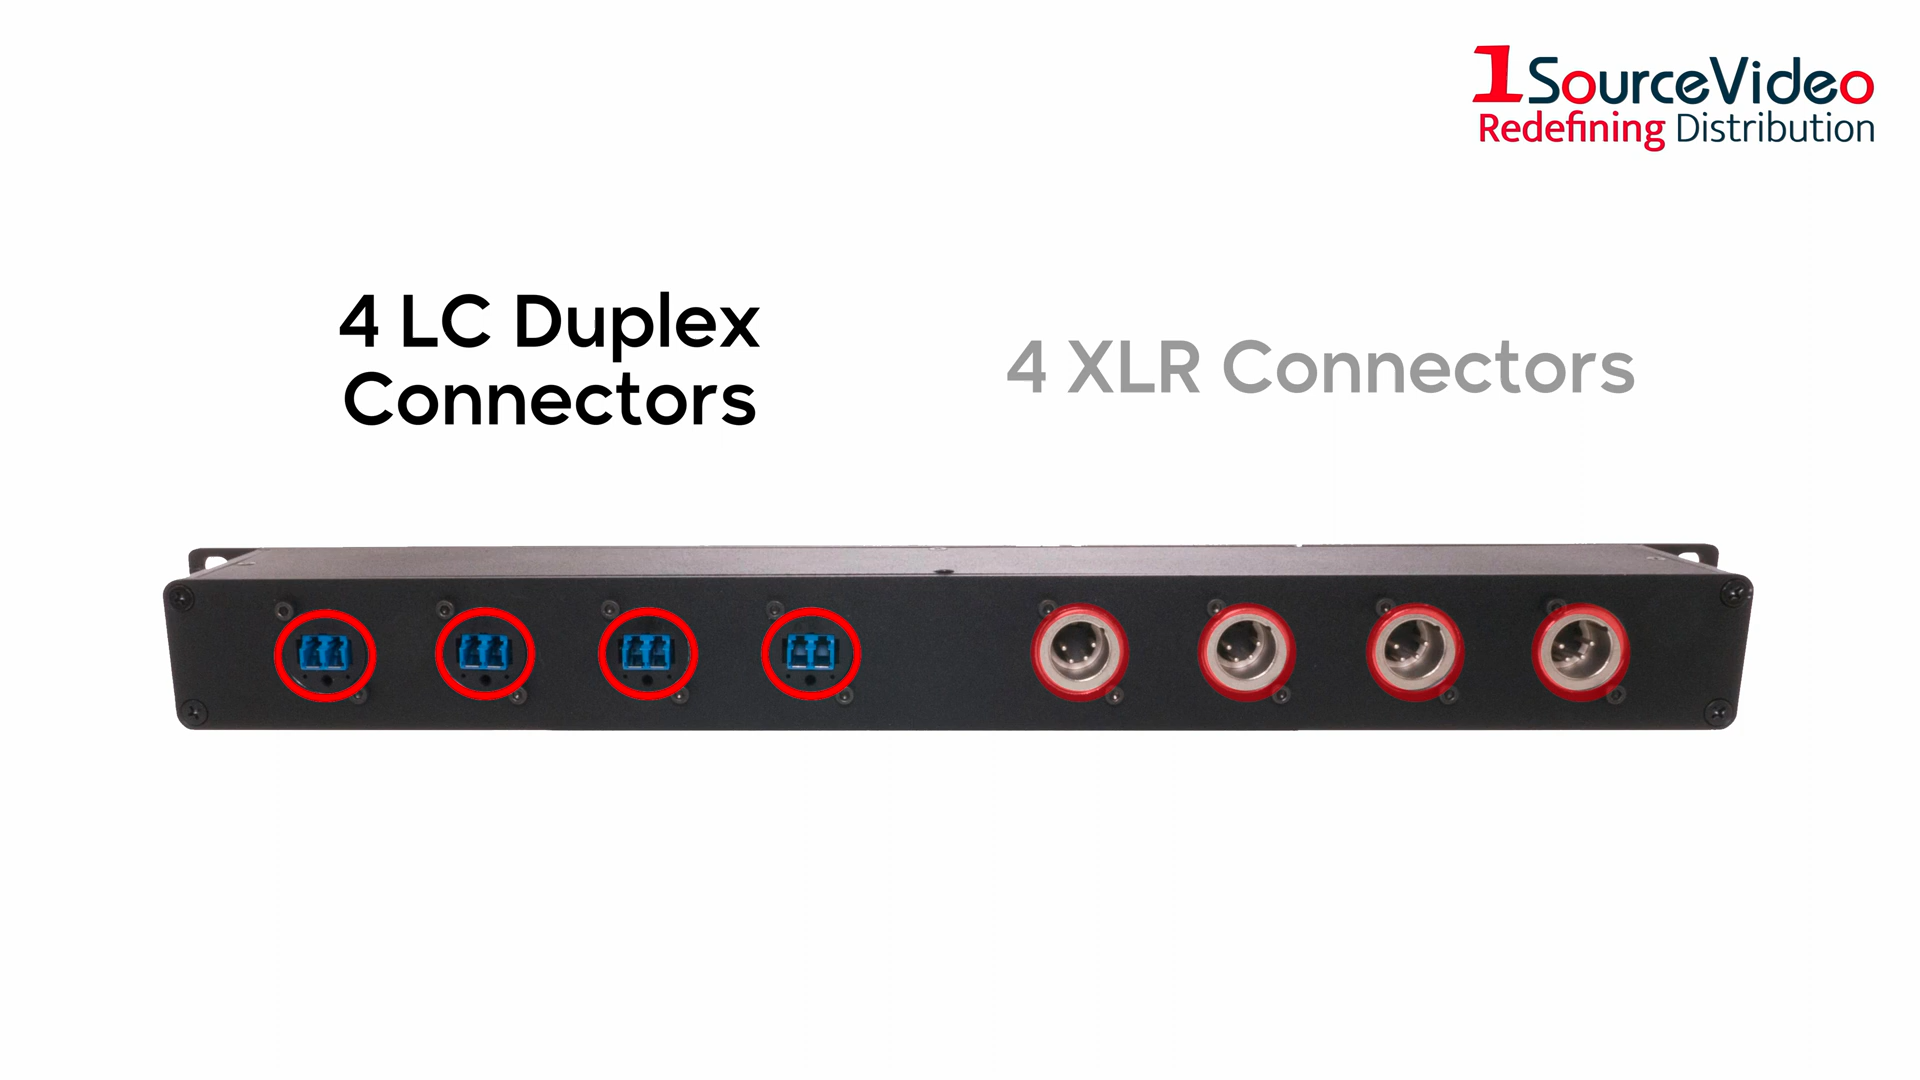 1SourceVideo
Redefining Distribution
4 LC Duplex
Connectors
4 XLR Connectors